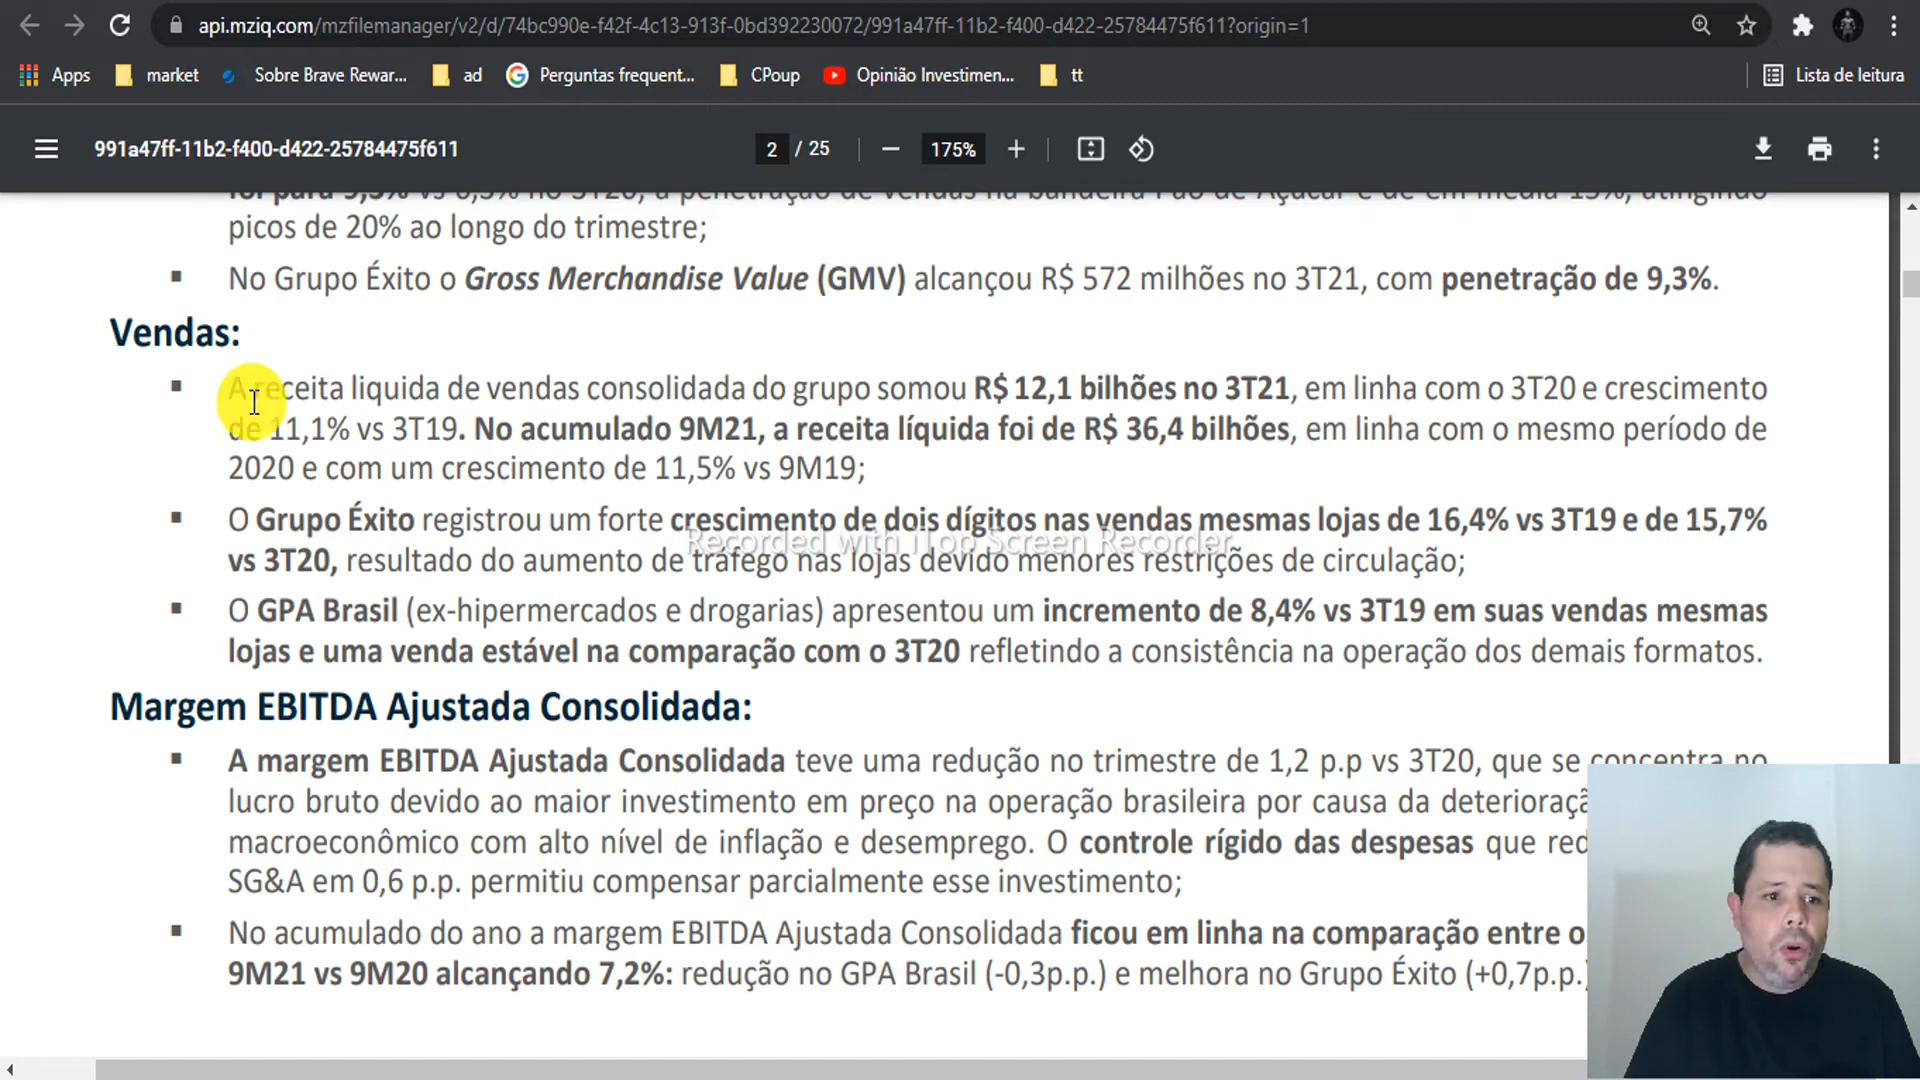 api.mziq.com/mzfilemanager/v2/d/74bc990e-f42f-4c13-913f-0bd392230072/991a47ff-11b2-f400-d422-25784475f611?origin=1
Apps market Sobre Brave Rewar... ad Perguntas frequent... CPoup Opinião Investimen... tt Lista de leitura
991a47ff-11b2-f400-d422-25784475f611 2 / 25 175%
foi para 9,3% vs 6,3% no 3T20, a penetração de vendas na bandeira Pão de Açúcar é de em média 15%, atingindo
picos de 20% ao longo do trimestre;
▪ No Grupo Éxito o Gross Merchandise Value (GMV) alcançou R$ 572 milhões no 3T21, com penetração de 9,3%.
Vendas:
▪ A receita liquida de vendas consolidada do grupo somou R$ 12,1 bilhões no 3T21, em linha com o 3T20 e crescimento
de 11,1% vs 3T19. No acumulado 9M21, a receita líquida foi de R$ 36,4 bilhões, em linha com o mesmo período de
2020 e com um crescimento de 11,5% vs 9M19;
▪ O Grupo Éxito registrou um forte crescimento de dois dígitos nas vendas mesmas lojas de 16,4% vs 3T19 e de 15,7%
Recorded with iTop Screen Recorder
vs 3T20, resultado do aumento de tráfego nas lojas devido menores restrições de circulação;
▪ O GPA Brasil (ex-hipermercados e drogarias) apresentou um incremento de 8,4% vs 3T19 em suas vendas mesmas
lojas e uma venda estável na comparação com o 3T20 refletindo a consistência na operação dos demais formatos.
Margem EBITDA Ajustada Consolidada:
▪ A margem EBITDA Ajustada Consolidada teve uma redução no trimestre de 1,2 p.p vs 3T20, que se concentra no
lucro bruto devido ao maior investimento em preço na operação brasileira por causa da deterioraç
macroeconômico com alto nível de inflação e desemprego. O controle rígido das despesas que red
SG&A em 0,6 p.p. permitiu compensar parcialmente esse investimento;
▪ No acumulado do ano a margem EBITDA Ajustada Consolidada ficou em linha na comparação entre o
9M21 vs 9M20 alcançando 7,2%: redução no GPA Brasil (-0,3p.p.) e melhora no Grupo Éxito (+0,7p.p.)